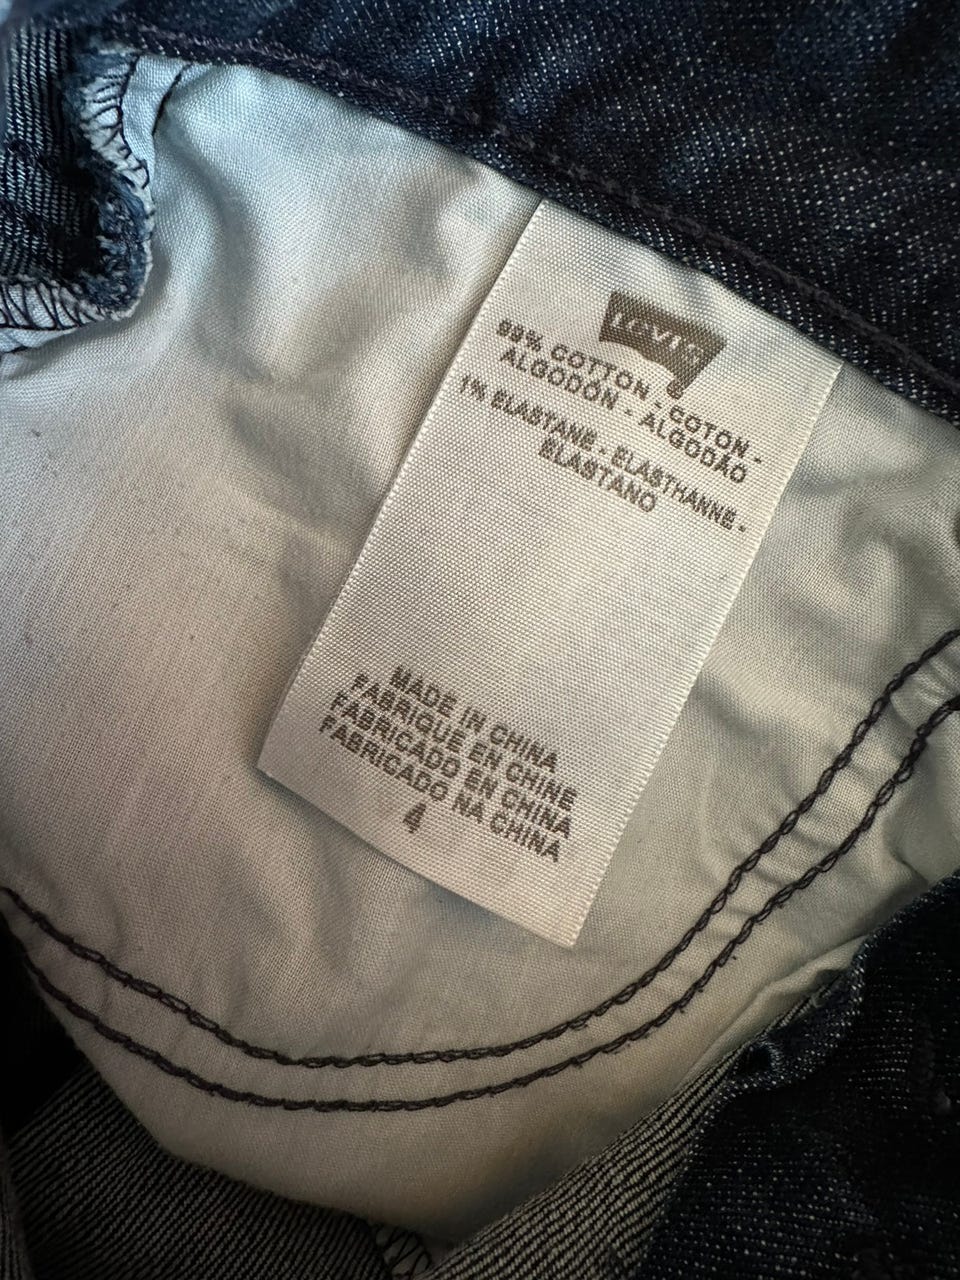 LEVI'S
99% COTTON - COTON -
ALGODÓN - ALGODÃO
1% ELASTANE - ELASTHANNE -
ELASTANO
MADE IN CHINA
FABRIQUE EN CHINE
FABRICADO EN CHINA
FABRICADO NA CHINA
4